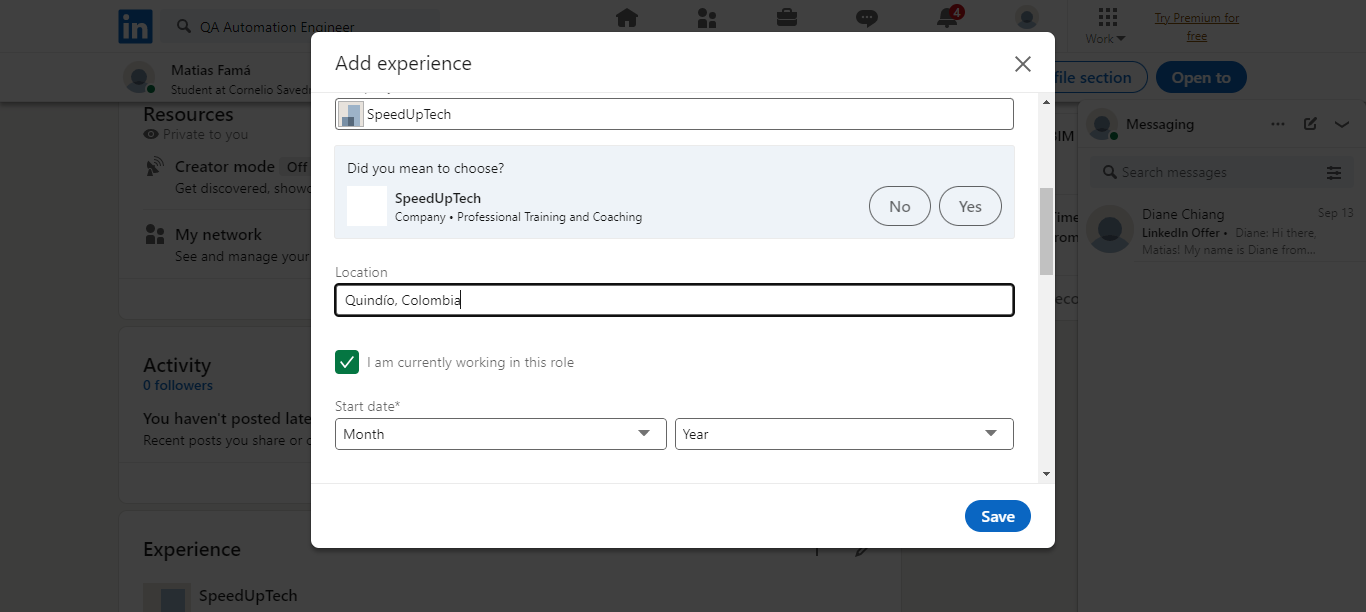 in
QA Automation Engineer
4
Work
Try Premium for
free
Matias Famá
Student at Cornelio Saved
file section
Open to
Add experience
SpeedUpTech
Did you mean to choose?
SpeedUpTech
Company • Professional Training and Coaching
No
Yes
Location
Quindío, Colombia
I am currently working in this role
Start date*
Month
Year
Save
Resources
Private to you
Creator mode Off
Get discovered, showc
My network
See and manage your
Activity
0 followers
You haven't posted late
Recent posts you share or c
Experience
SpeedUpTech
Messaging
Search messages
Diane Chiang
Sep 13
LinkedIn Offer • Diane: Hi there,
Matias! My name is Diane from...